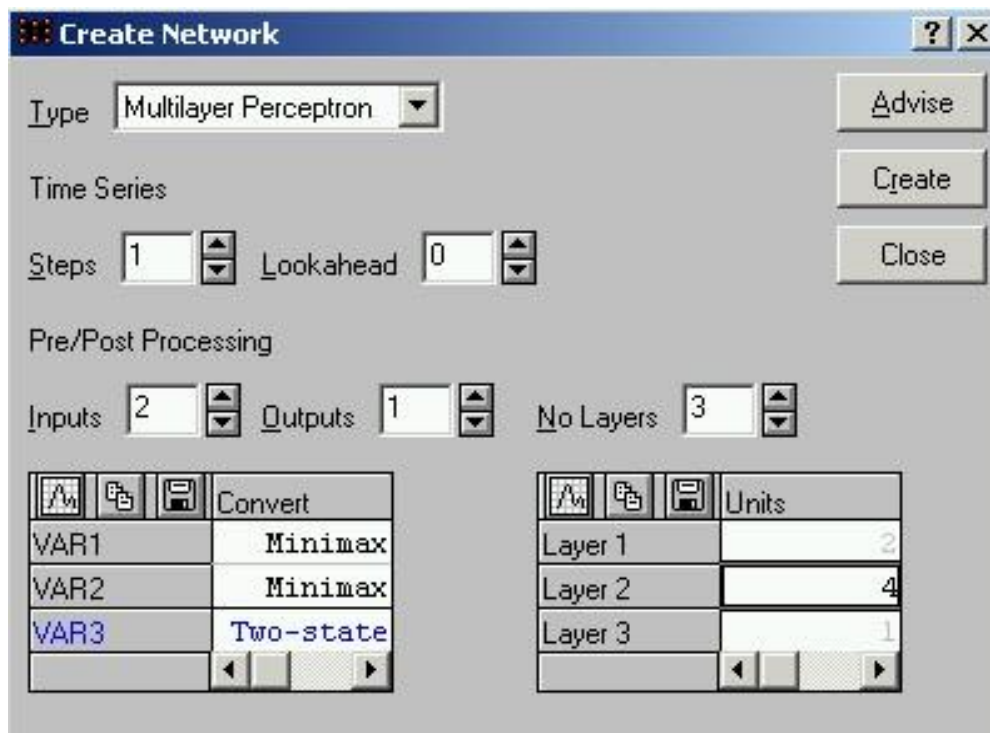 Create Network
Type Multilayer Perceptron
Advise
Time Series
Create
Steps 1 Lookahead 0
Close
Pre/Post Processing
Inputs 2 Outputs 1 No Layers 3
Convert
VAR1 Minimax
VAR2 Minimax
VAR3 Two-state
Units
Layer 1 2
Layer 2 4
Layer 3 1